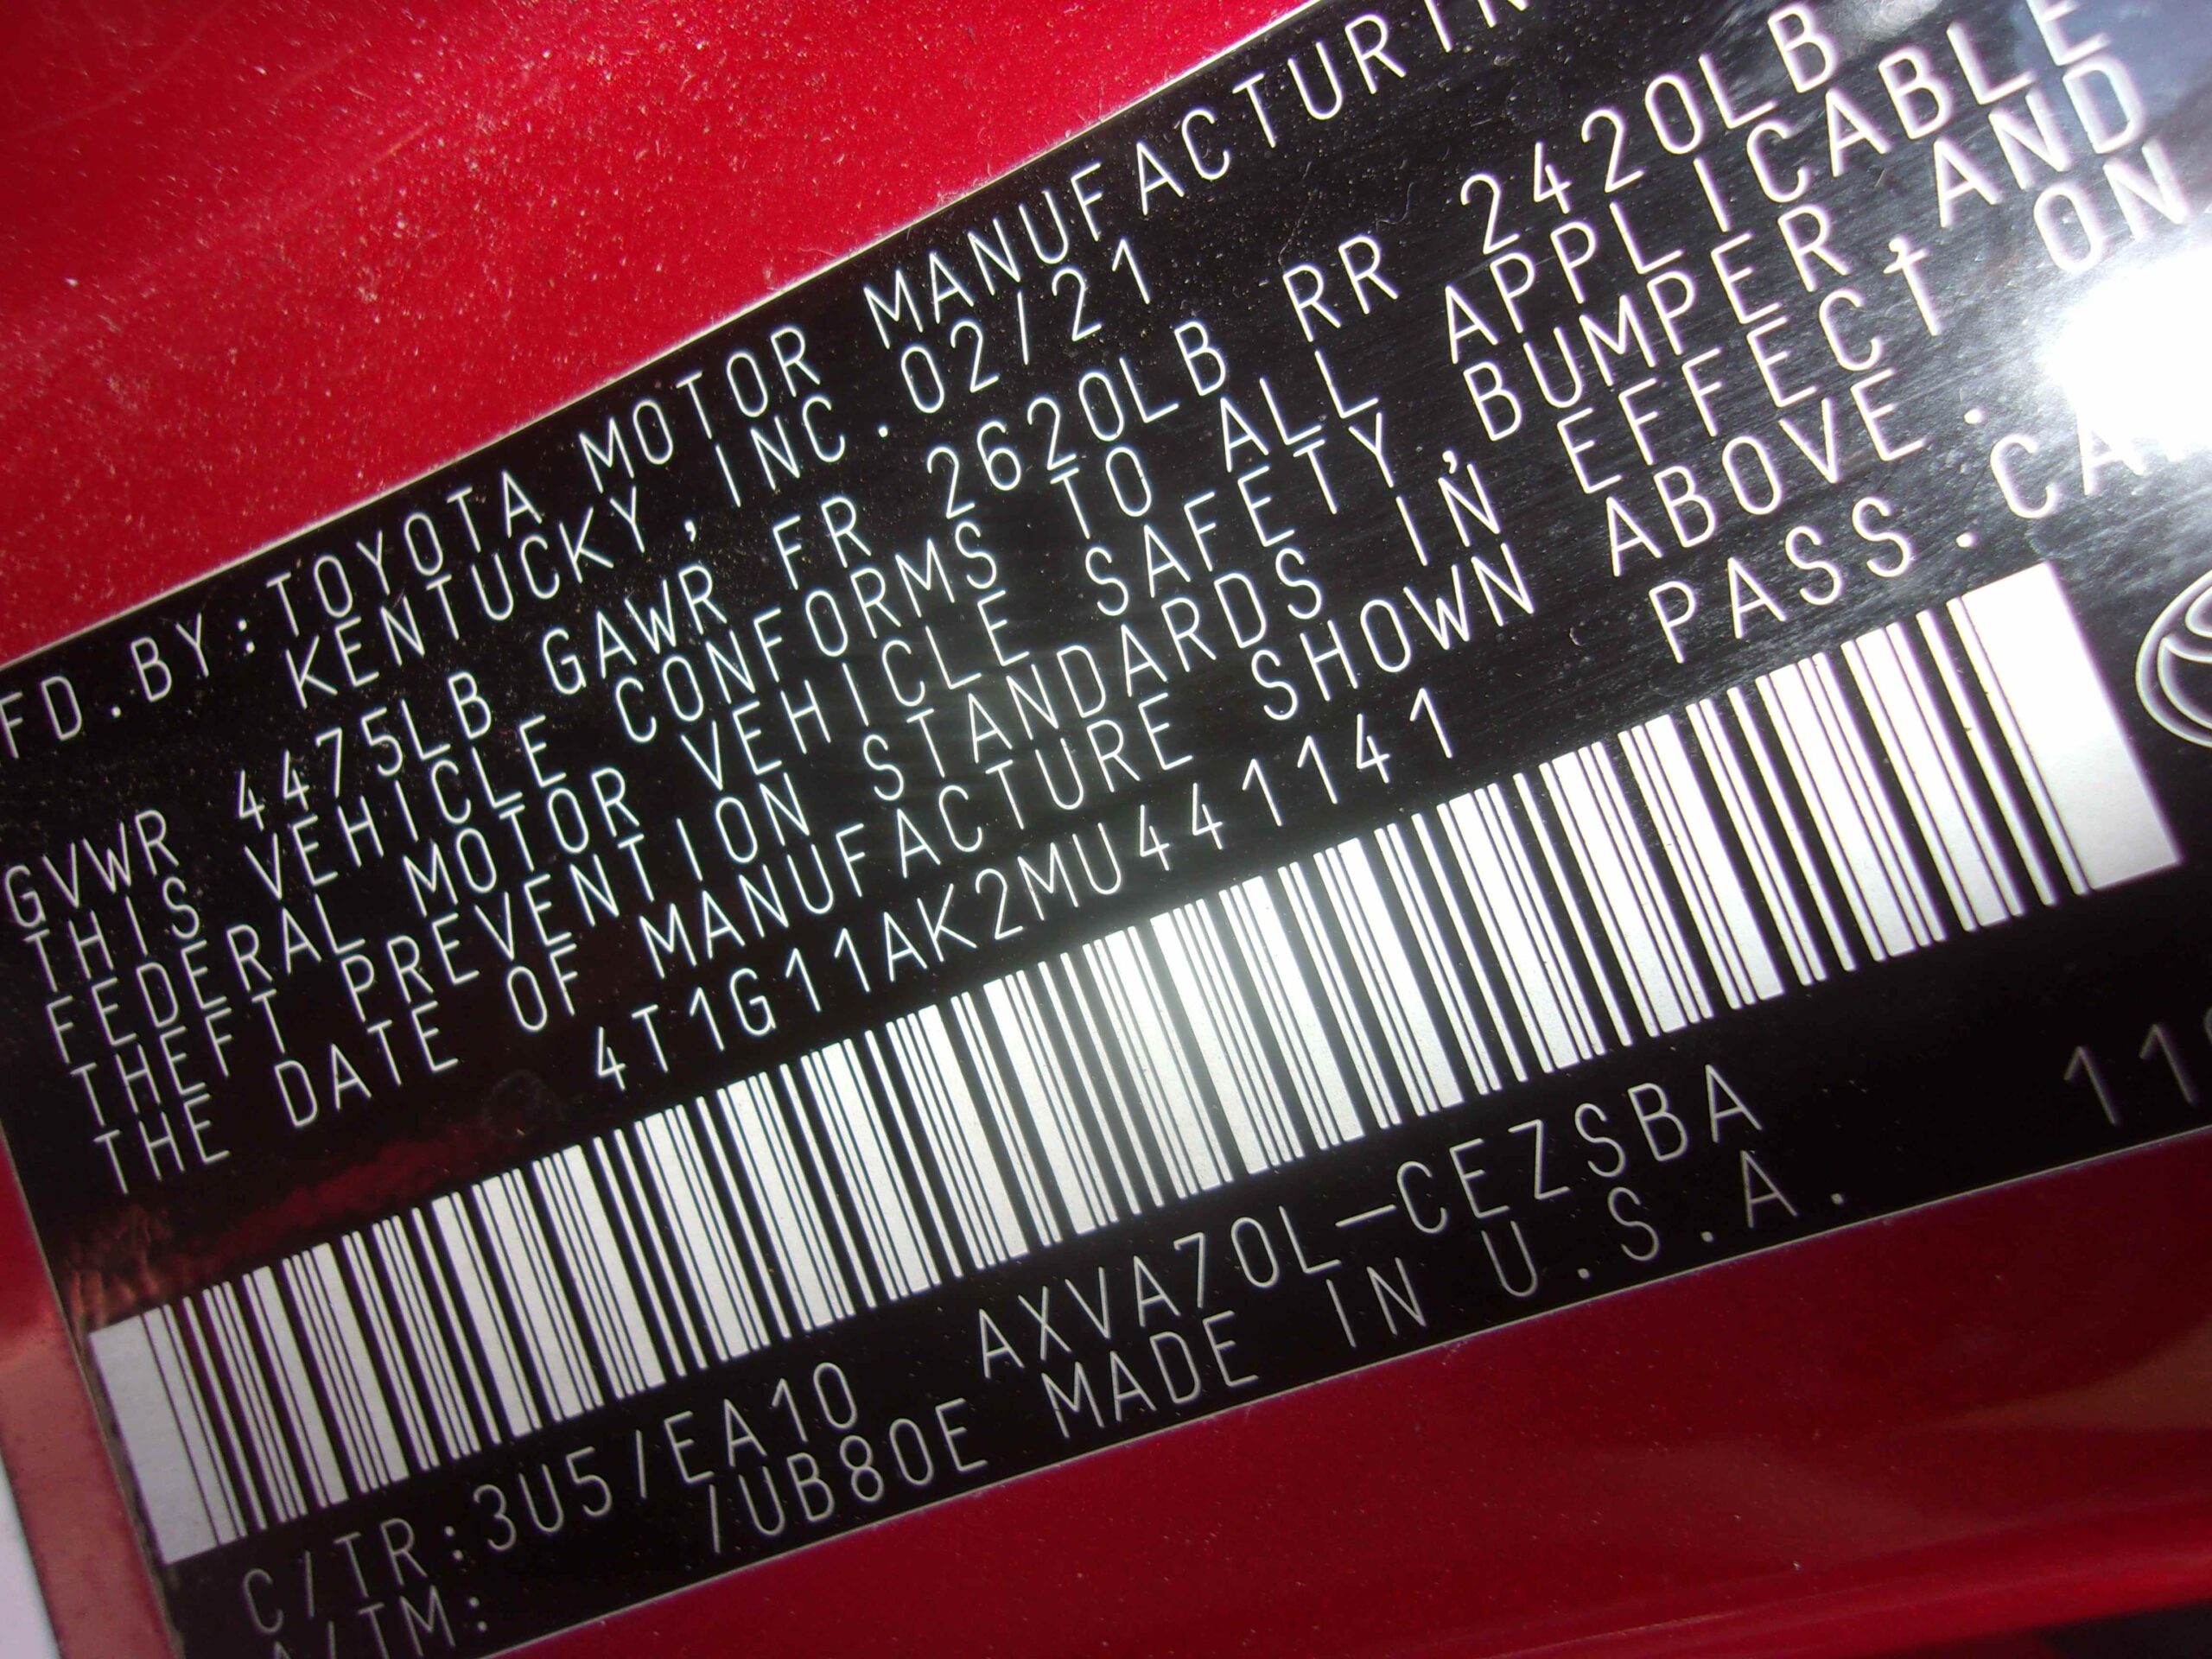 FD.BY:TOYOTA MOTOR MANUFACTURIN
KENTUCKY,INC.02/21
GVWR 4475LB GAWR FR 2620LB RR 2420LB
THIS VEHICLE CONFORMS TO ALL APPLICABLE
FEDERAL MOTOR VEHICLE SAFETY,BUMPER,AND
THEFT PREVENTION STANDARDS IN EFFECT ON
THE DATE OF MANUFACTURE SHOWN ABOVE.
4T1G11AK2MU441141 PASS.CA
C/TR:3U5/EA10 AXVA70L-CEZSBA
A/TM: /UB80E MADE IN U.S.A. 11